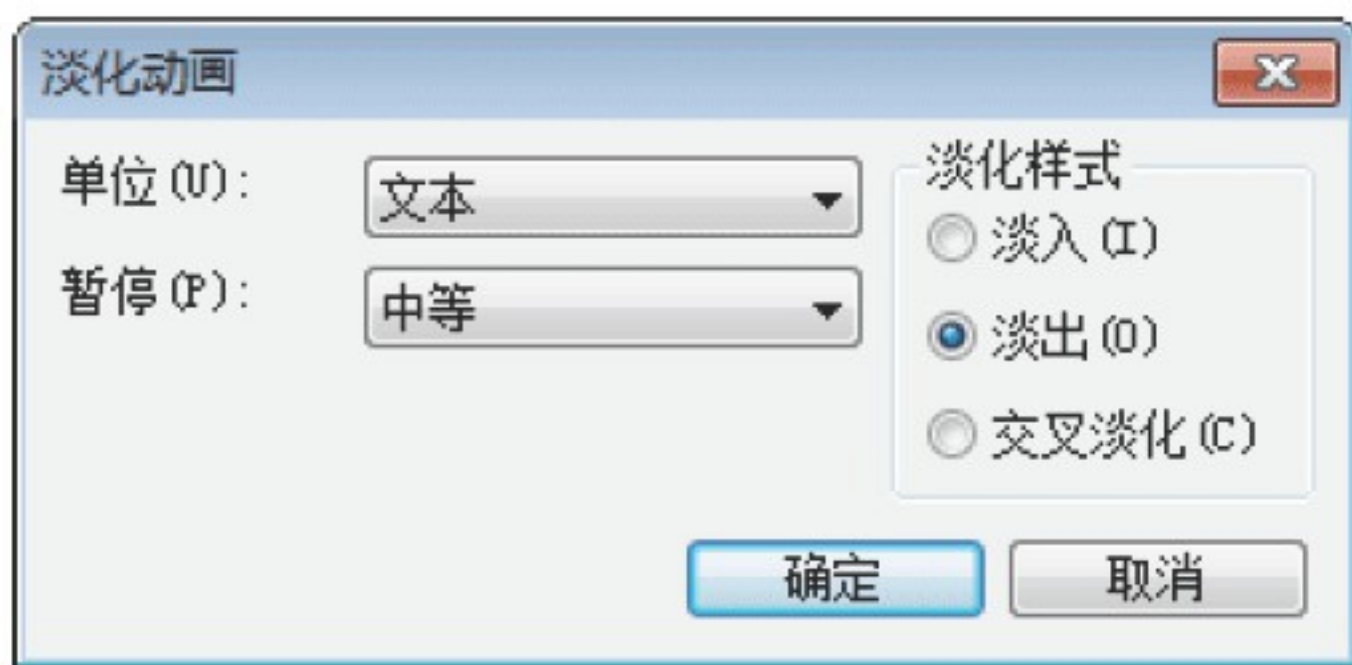 淡化动画
单位(U):
文本
暂停(P):
中等
淡化样式
淡入(I)
淡出(O)
交叉淡化(C)
确定
取消